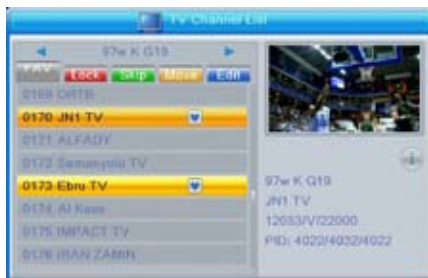 TV Channel List
97w K G19
FAV Lock Skip Move Edit
0169 ORTB
0170 JN1 TV
0171 ALFADY
0172 Samanyolu TV
0173 Ebru TV
0174 Al Kass
0175 IMPACT TV
0176 IRAN ZAMIN
97w K G19
JN1 TV
12053/V/22000
PID: 4022/4032/4022